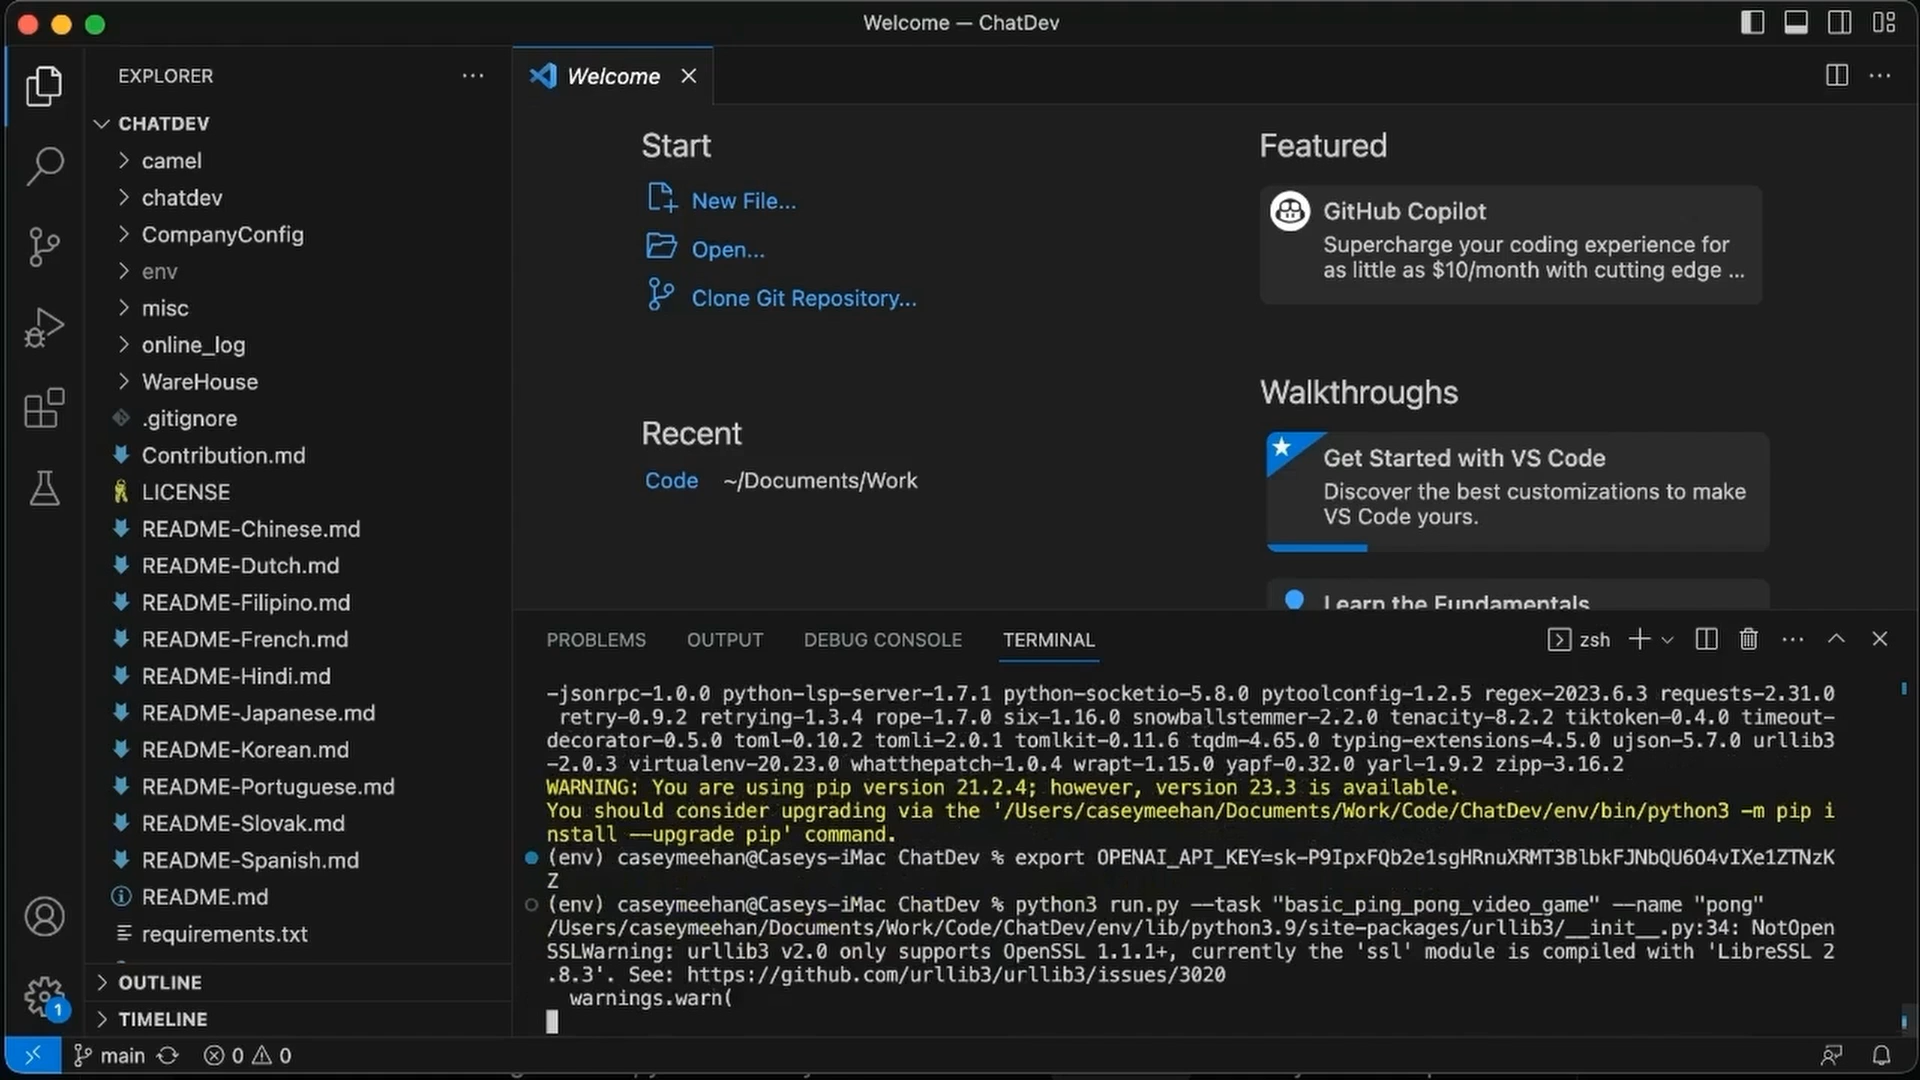 Welcome — ChatDev
EXPLORER
Welcome
CHATDEV
camel
chatdev
CompanyConfig
env
misc
online_log
WareHouse
.gitignore
Contribution.md
LICENSE
README-Chinese.md
README-Dutch.md
README-Filipino.md
README-French.md
README-Hindi.md
README-Japanese.md
README-Korean.md
README-Portuguese.md
README-Slovak.md
README-Spanish.md
README.md
requirements.txt
OUTLINE
TIMELINE
Start
New File...
Open...
Clone Git Repository...
Recent
Code ~/Documents/Work
Featured
GitHub Copilot
Supercharge your coding experience for
as little as $10/month with cutting edge ...
Walkthroughs
Get Started with VS Code
Discover the best customizations to make
VS Code yours.
Learn the Fundamentals
PROBLEMS OUTPUT DEBUG CONSOLE TERMINAL
zsh
-jsonrpc-1.0.0 python-lsp-server-1.7.1 python-socketio-5.8.0 pytoolconfig-1.2.5 regex-2023.6.3 requests-2.31.0
retry-0.9.2 retrying-1.3.4 rope-1.7.0 six-1.16.0 snowballstemmer-2.2.0 tenacity-8.2.2 tiktoken-0.4.0 timeout-
decorator-0.5.0 toml-0.10.2 tomli-2.0.1 tomlkit-0.11.6 tqdm-4.65.0 typing-extensions-4.5.0 ujson-5.7.0 urllib3
-2.0.3 virtualenv-20.23.0 whatthepatch-1.0.4 wrapt-1.15.0 yapf-0.32.0 yarl-1.9.2 zipp-3.16.2
WARNING: You are using pip version 21.2.4; however, version 23.3 is available.
You should consider upgrading via the '/Users/caseymeehan/Documents/Work/Code/ChatDev/env/bin/python3 -m pip i
nstall --upgrade pip' command.
(env) caseymeehan@Caseys-iMac ChatDev % export OPENAI_API_KEY=sk-P9IpxFQb2e1sgHRnuXRMT3BlbkFJNbQU6O4vIXe1ZTNzK
Z
(env) caseymeehan@Caseys-iMac ChatDev % python3 run.py --task "basic_ping_pong_video_game" --name "pong"
/Users/caseymeehan/Documents/Work/Code/ChatDev/env/lib/python3.9/site-packages/urllib3/__init__.py:34: NotOpen
SSLWarning: urllib3 v2.0 only supports OpenSSL 1.1.1+, currently the 'ssl' module is compiled with 'LibreSSL 2
.8.3'. See: https://github.com/urllib3/urllib3/issues/3020
warnings.warn(
1
main 0 0